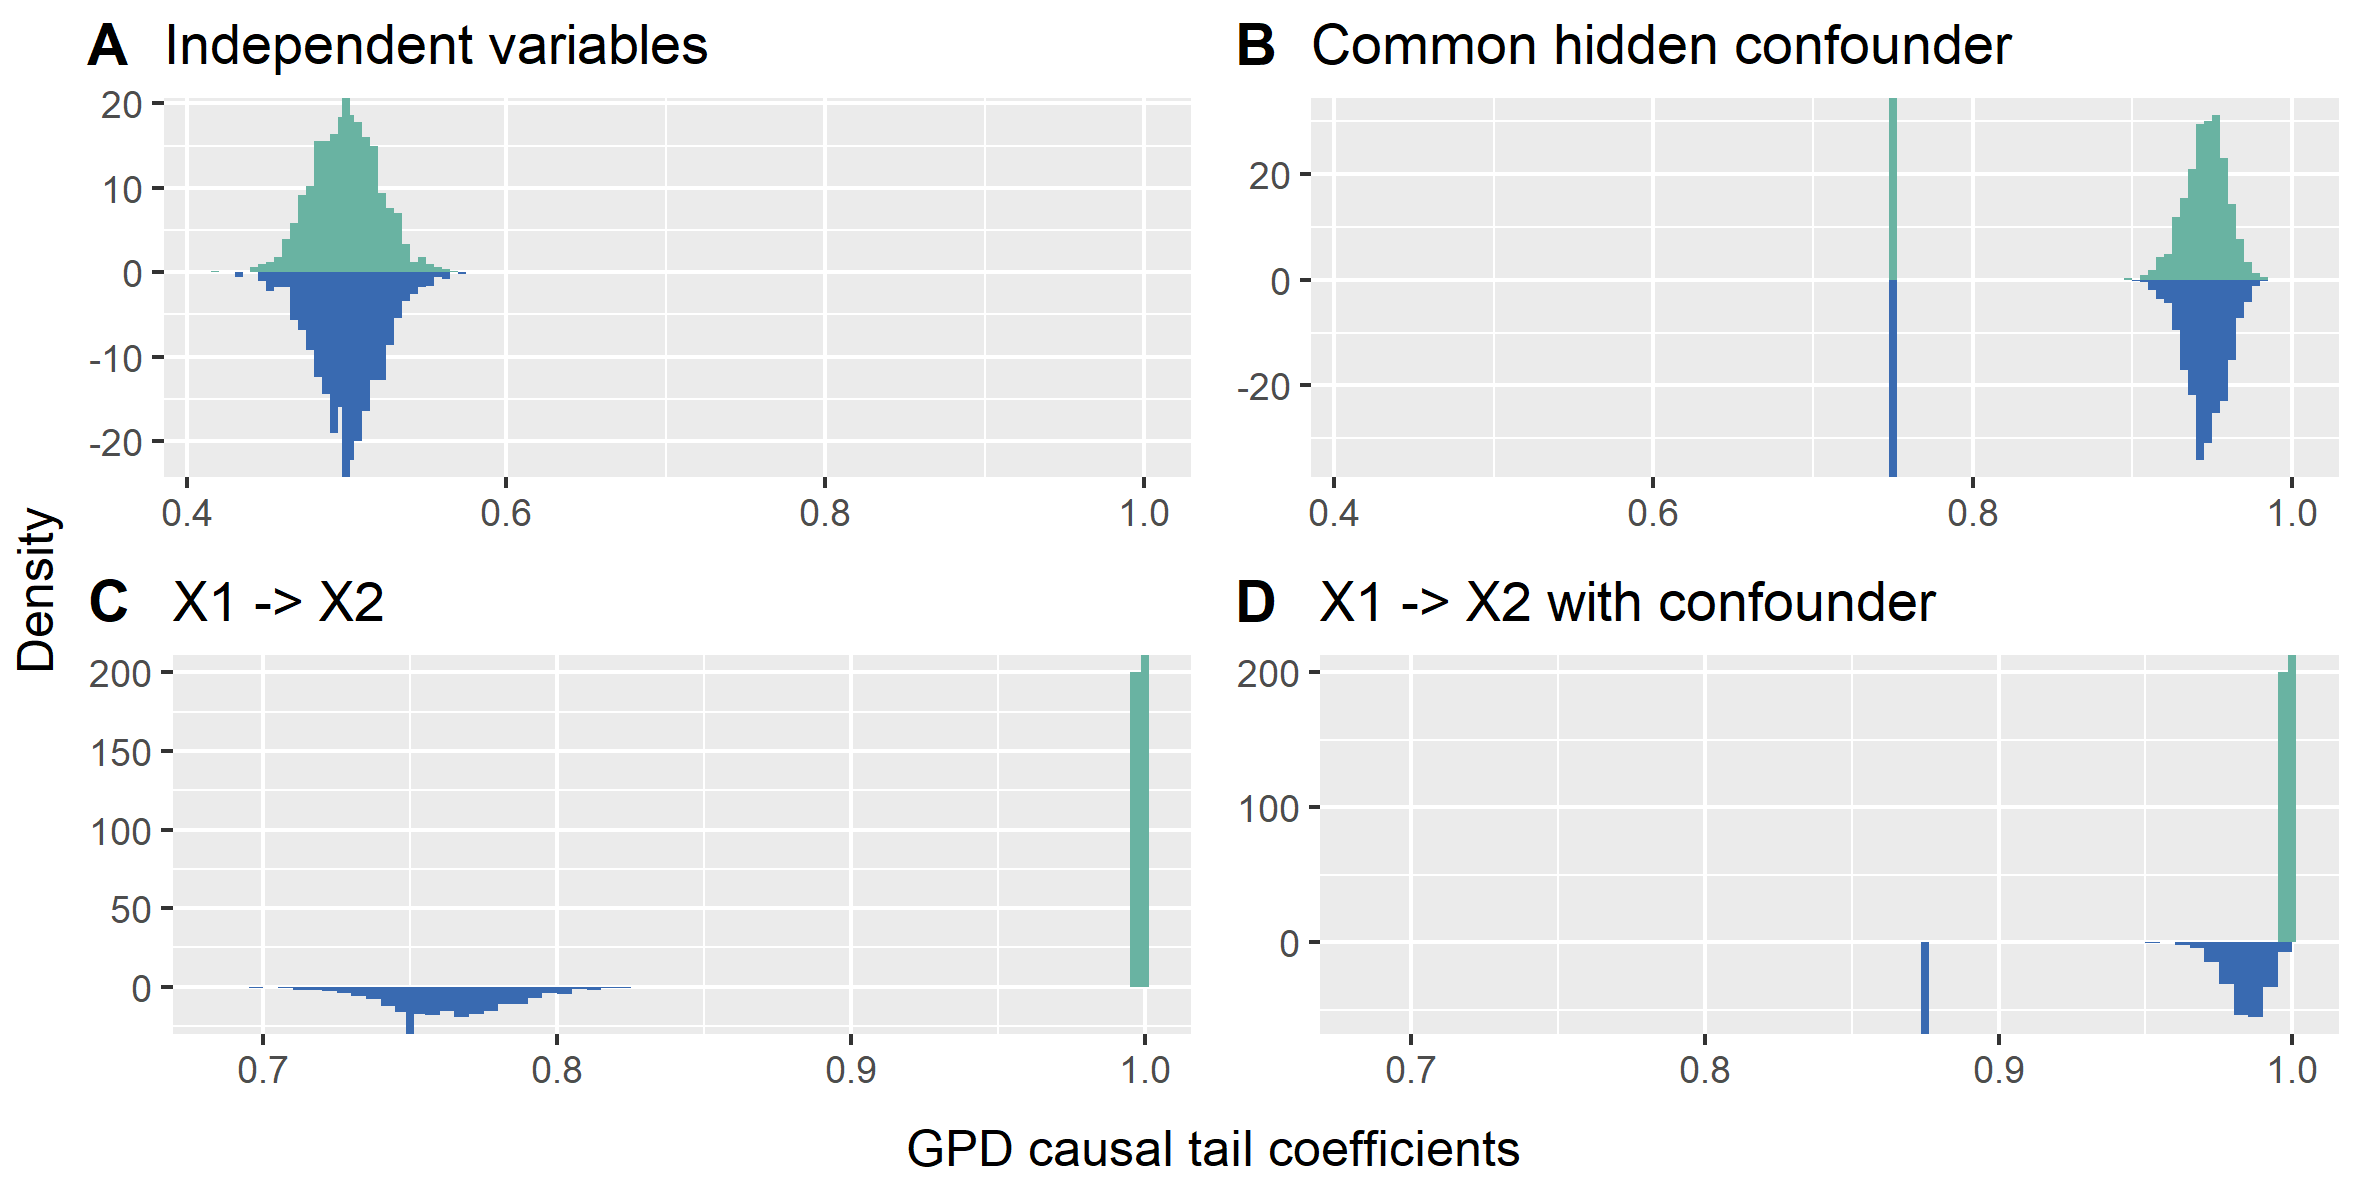 A Independent variables
20
10
0
-10
-20
0.4 0.6 0.8 1.0
B Common hidden confounder
20
0
-20
0.4 0.6 0.8 1.0
Density
C X1 -> X2
200
150
100
50
0
0.7 0.8 0.9 1.0
D X1 -> X2 with confounder
200
100
0
0.7 0.8 0.9 1.0
GPD causal tail coefficients